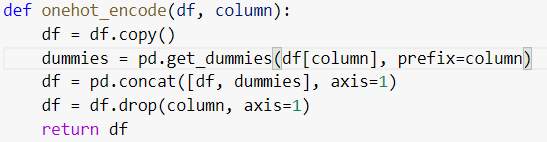 def onehot_encode(df, column):
    df = df.copy()
    dummies = pd.get_dummies(df[column], prefix=column)
    df = pd.concat([df, dummies], axis=1)
    df = df.drop(column, axis=1)
    return df